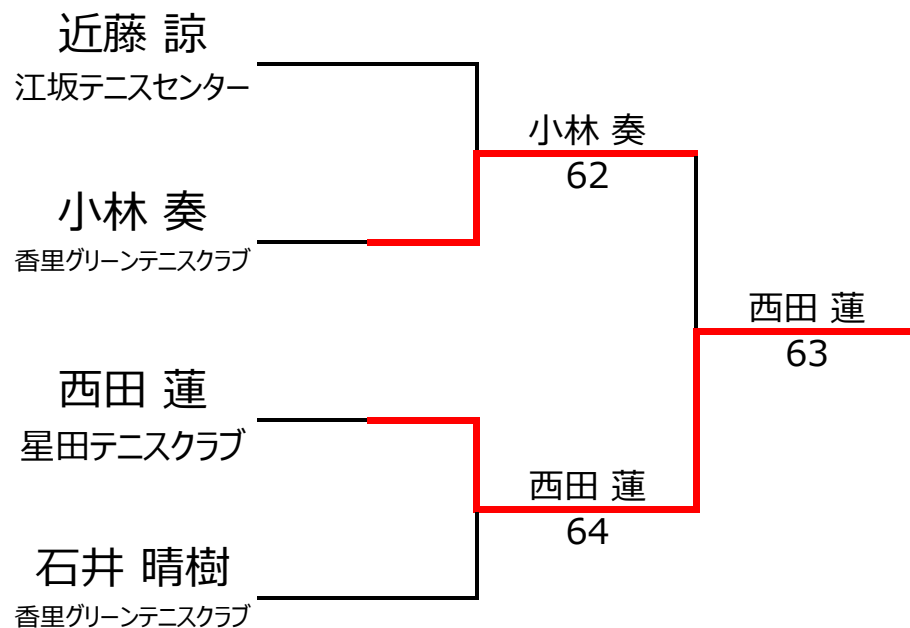 近藤 諒
江坂テニスセンター
小林 奏
62
小林 奏
香里グリーンテニスクラブ
西田 蓮
63
西田 蓮
星田テニスクラブ
西田 蓮
64
石井 晴樹
香里グリーンテニスクラブ